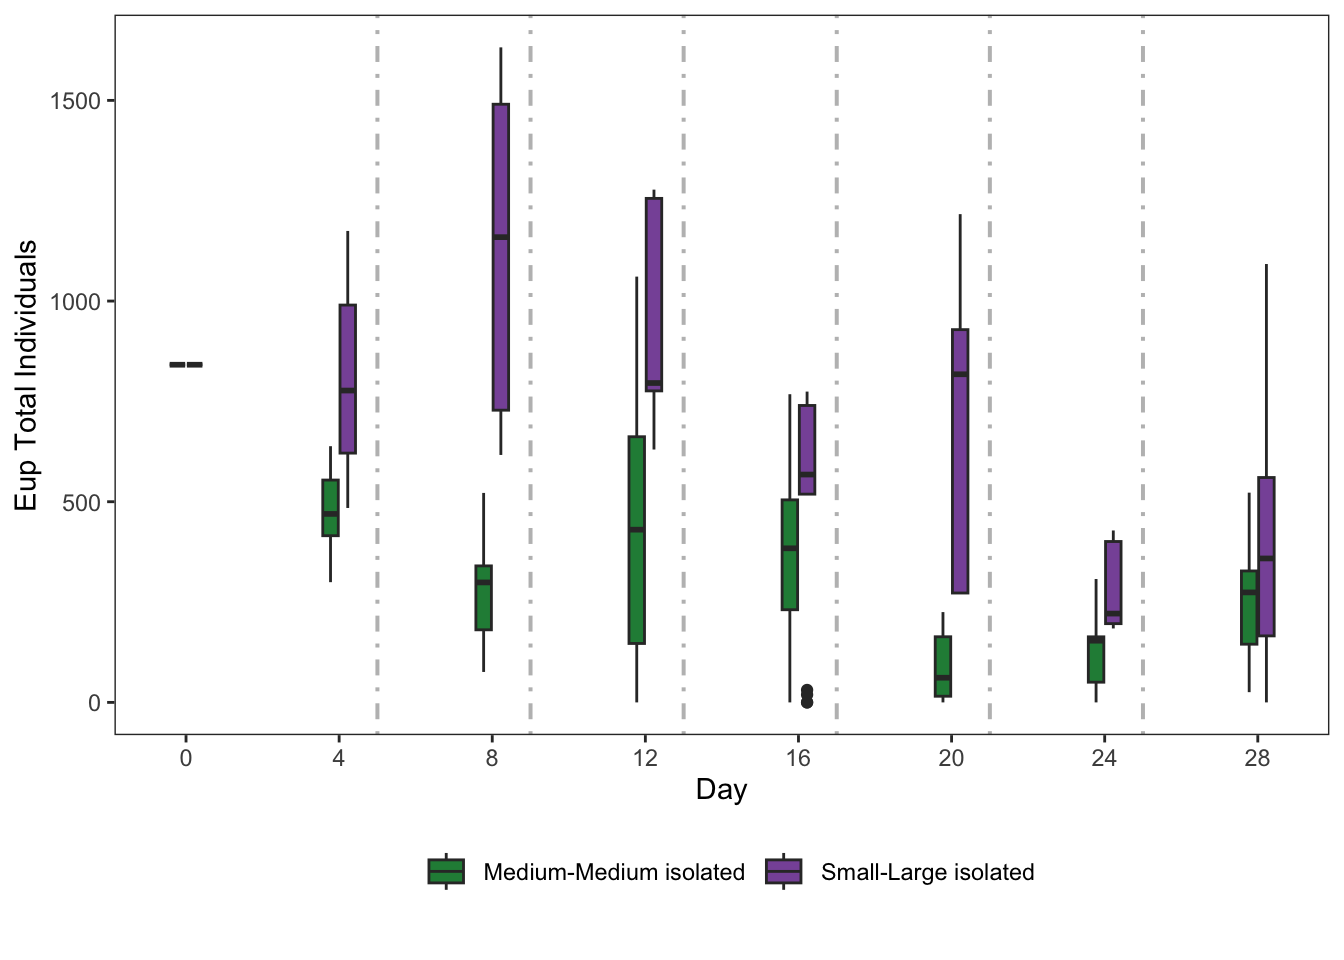 Eup Total Individuals
1500
1000
500
0
0 4 8 12 16 20 24 28
Day
Medium-Medium isolated Small-Large isolated